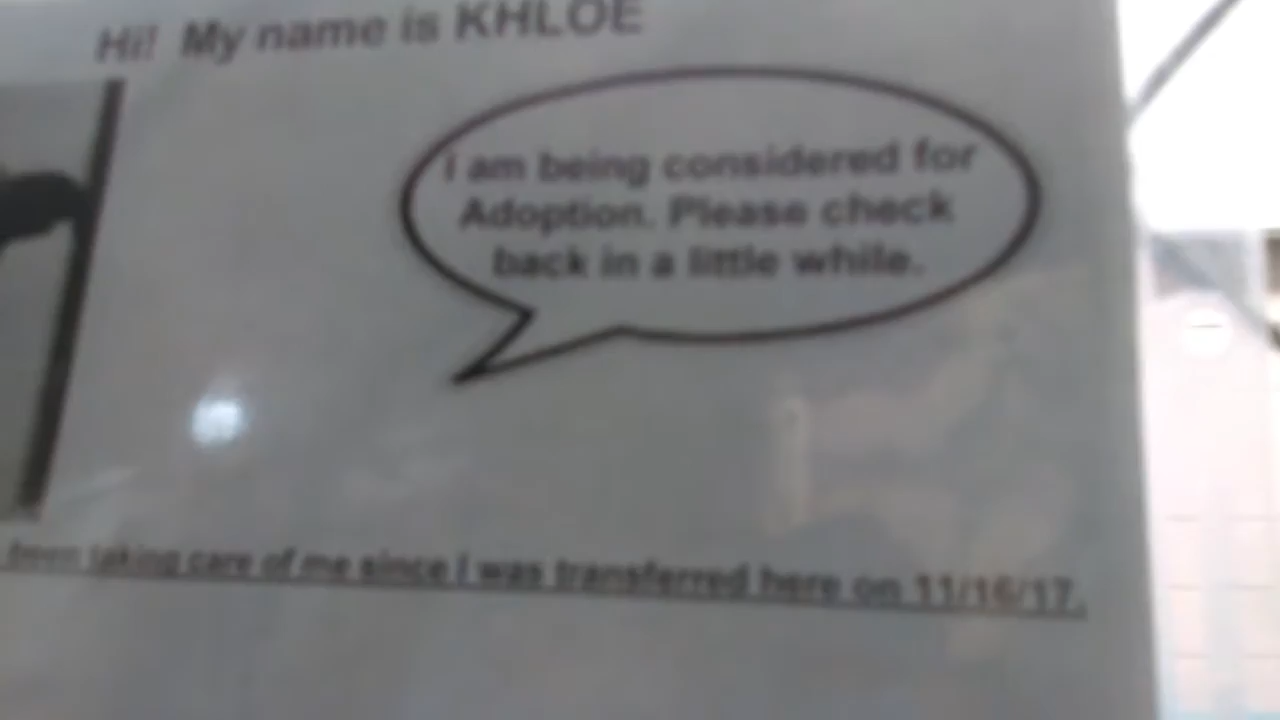 Hi! My name is KHLOE
I am being considered for
Adoption. Please check
back in a little while.
been taking care of me since I was transferred here on 11/16/17.